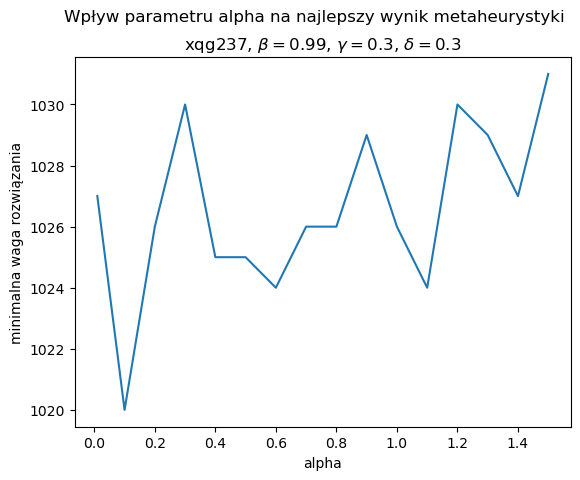 Wpływ parametru alpha na najlepszy wynik metaheurystyki
xqg237, β = 0.99, γ = 0.3, δ = 0.3
minimalna waga rozwiązania
1030
1028
1026
1024
1022
1020
0.0 0.2 0.4 0.6 0.8 1.0 1.2 1.4
alpha